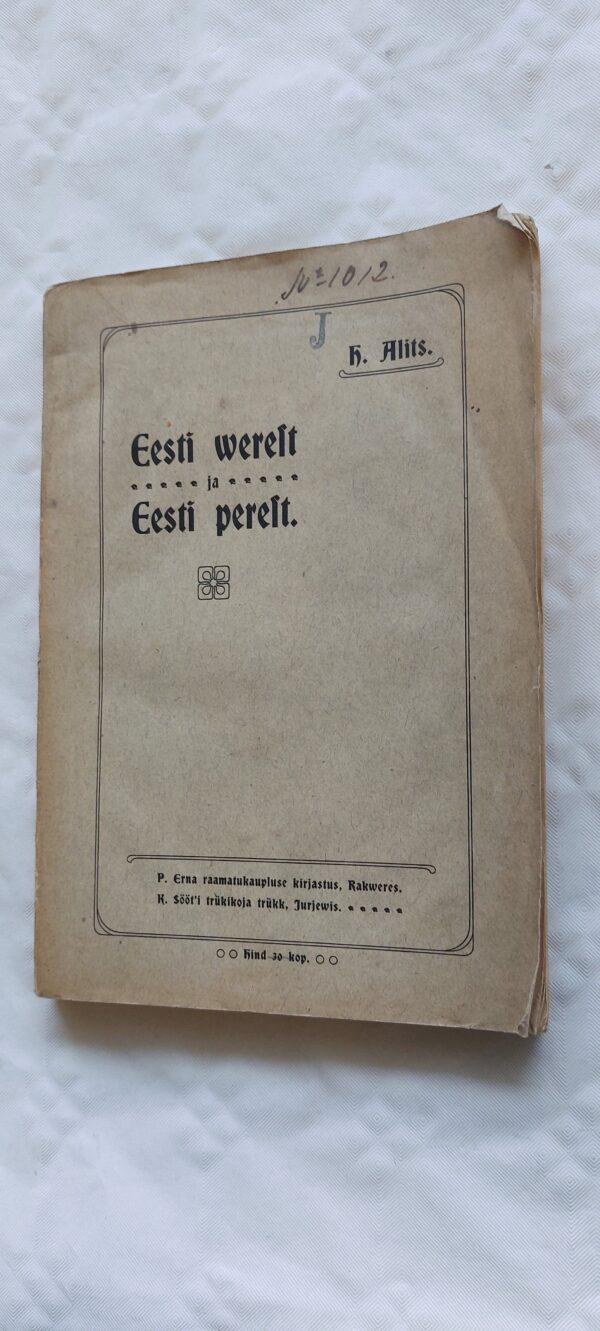 № 1012.
J
H. Alits.
Eesti werest
ja
Eesti perest.
P. Erna raamatukaupluse kirjastus, Rakweres.
K. Sööt'i trükikoja trükk, Jurjewis.
Hind 30 kop.